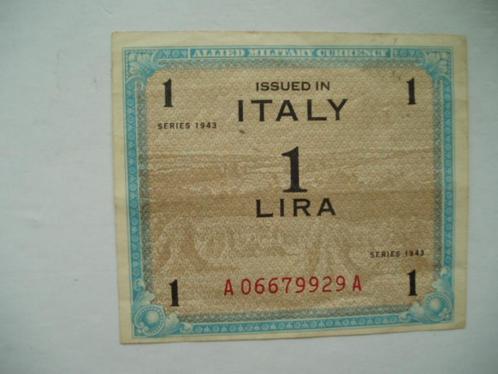 ALLIED MILITARY CURRENCY
1 ISSUED IN 1
ITALY
SERIES 1943
1
LIRA
SERIES 1943
1 A 06679929 A 1